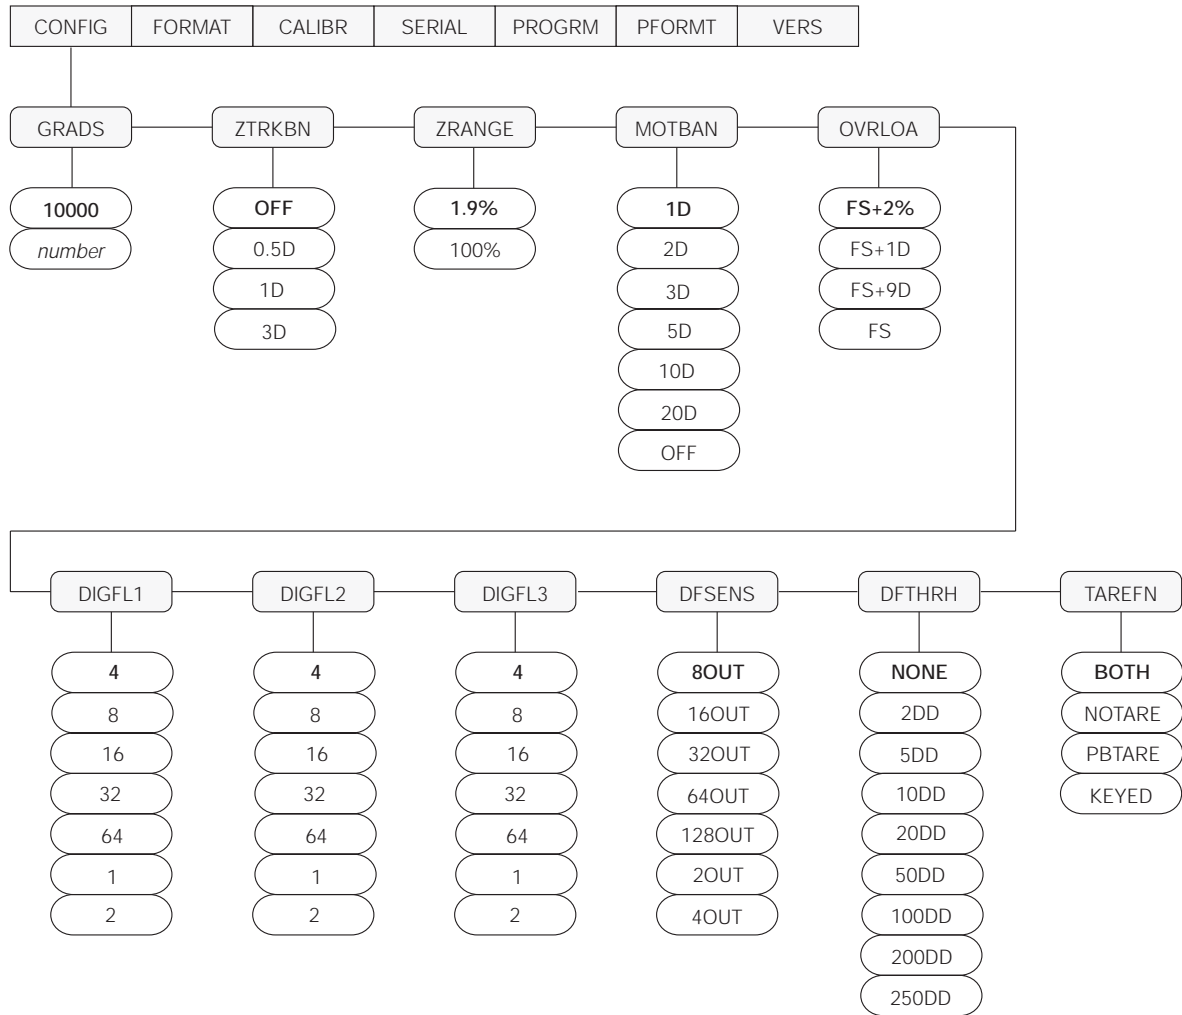 CONFIG FORMAT CALIBR SERIAL PROGRM PFORMT VERS
GRADS ZTRKBN ZRANGE MOTBAN OVRLOA
10000 OFF 1.9% 1D FS+2%
number 0.5D 100% 2D FS+1D
1D 3D FS+9D
3D 5D FS
10D
20D
OFF
DIGFL1 DIGFL2 DIGFL3 DFSENS DFTHRH TAREFN
4 4 4 8OUT NONE BOTH
8 8 8 16OUT 2DD NOTARE
16 16 16 32OUT 5DD PBTARE
32 32 32 64OUT 10DD KEYED
64 64 64 128OUT 20DD
1 1 1 2OUT 50DD
2 2 2 4OUT 100DD
200DD
250DD